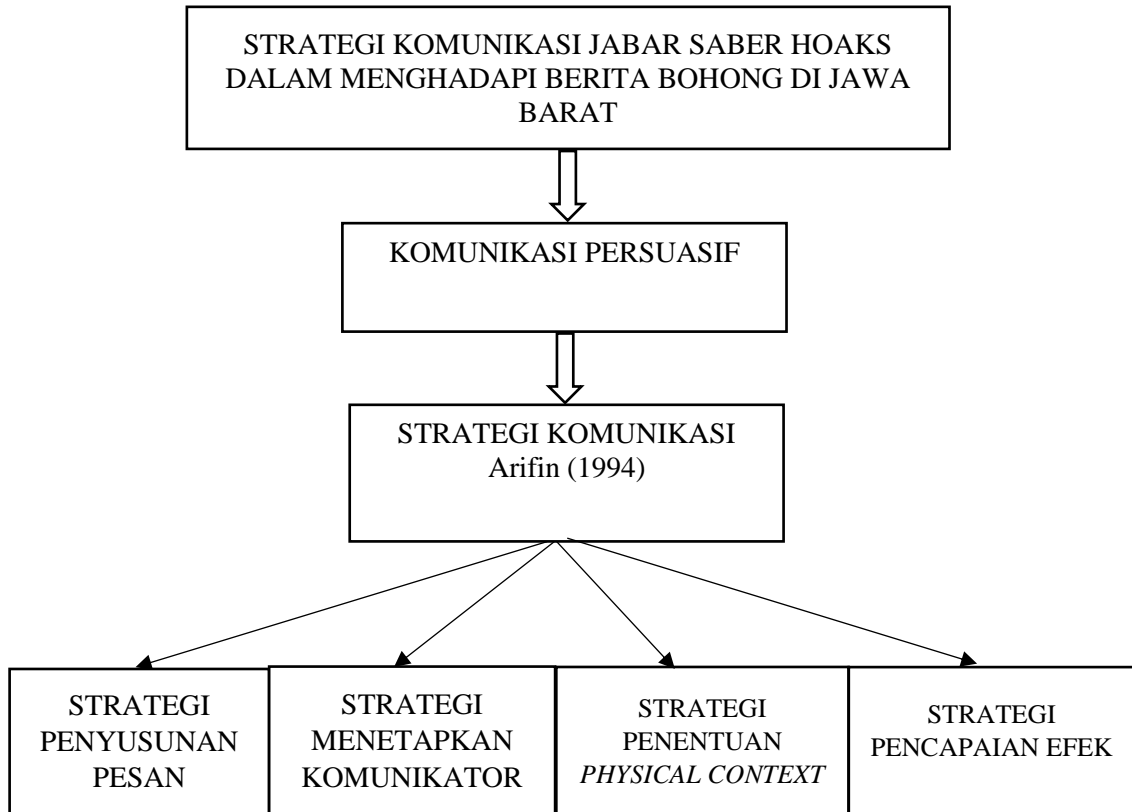 STRATEGI KOMUNIKASI JABAR SABER HOAKS
DALAM MENGHADAPI BERITA BOHONG DI JAWA
BARAT
KOMUNIKASI PERSUASIF
STRATEGI KOMUNIKASI
Arifin (1994)
STRATEGI
PENYUSUNAN
PESAN
STRATEGI
MENETAPKAN
KOMUNIKATOR
STRATEGI
PENENTUAN
PHYSICAL CONTEXT
STRATEGI
PENCAPAIAN EFEK